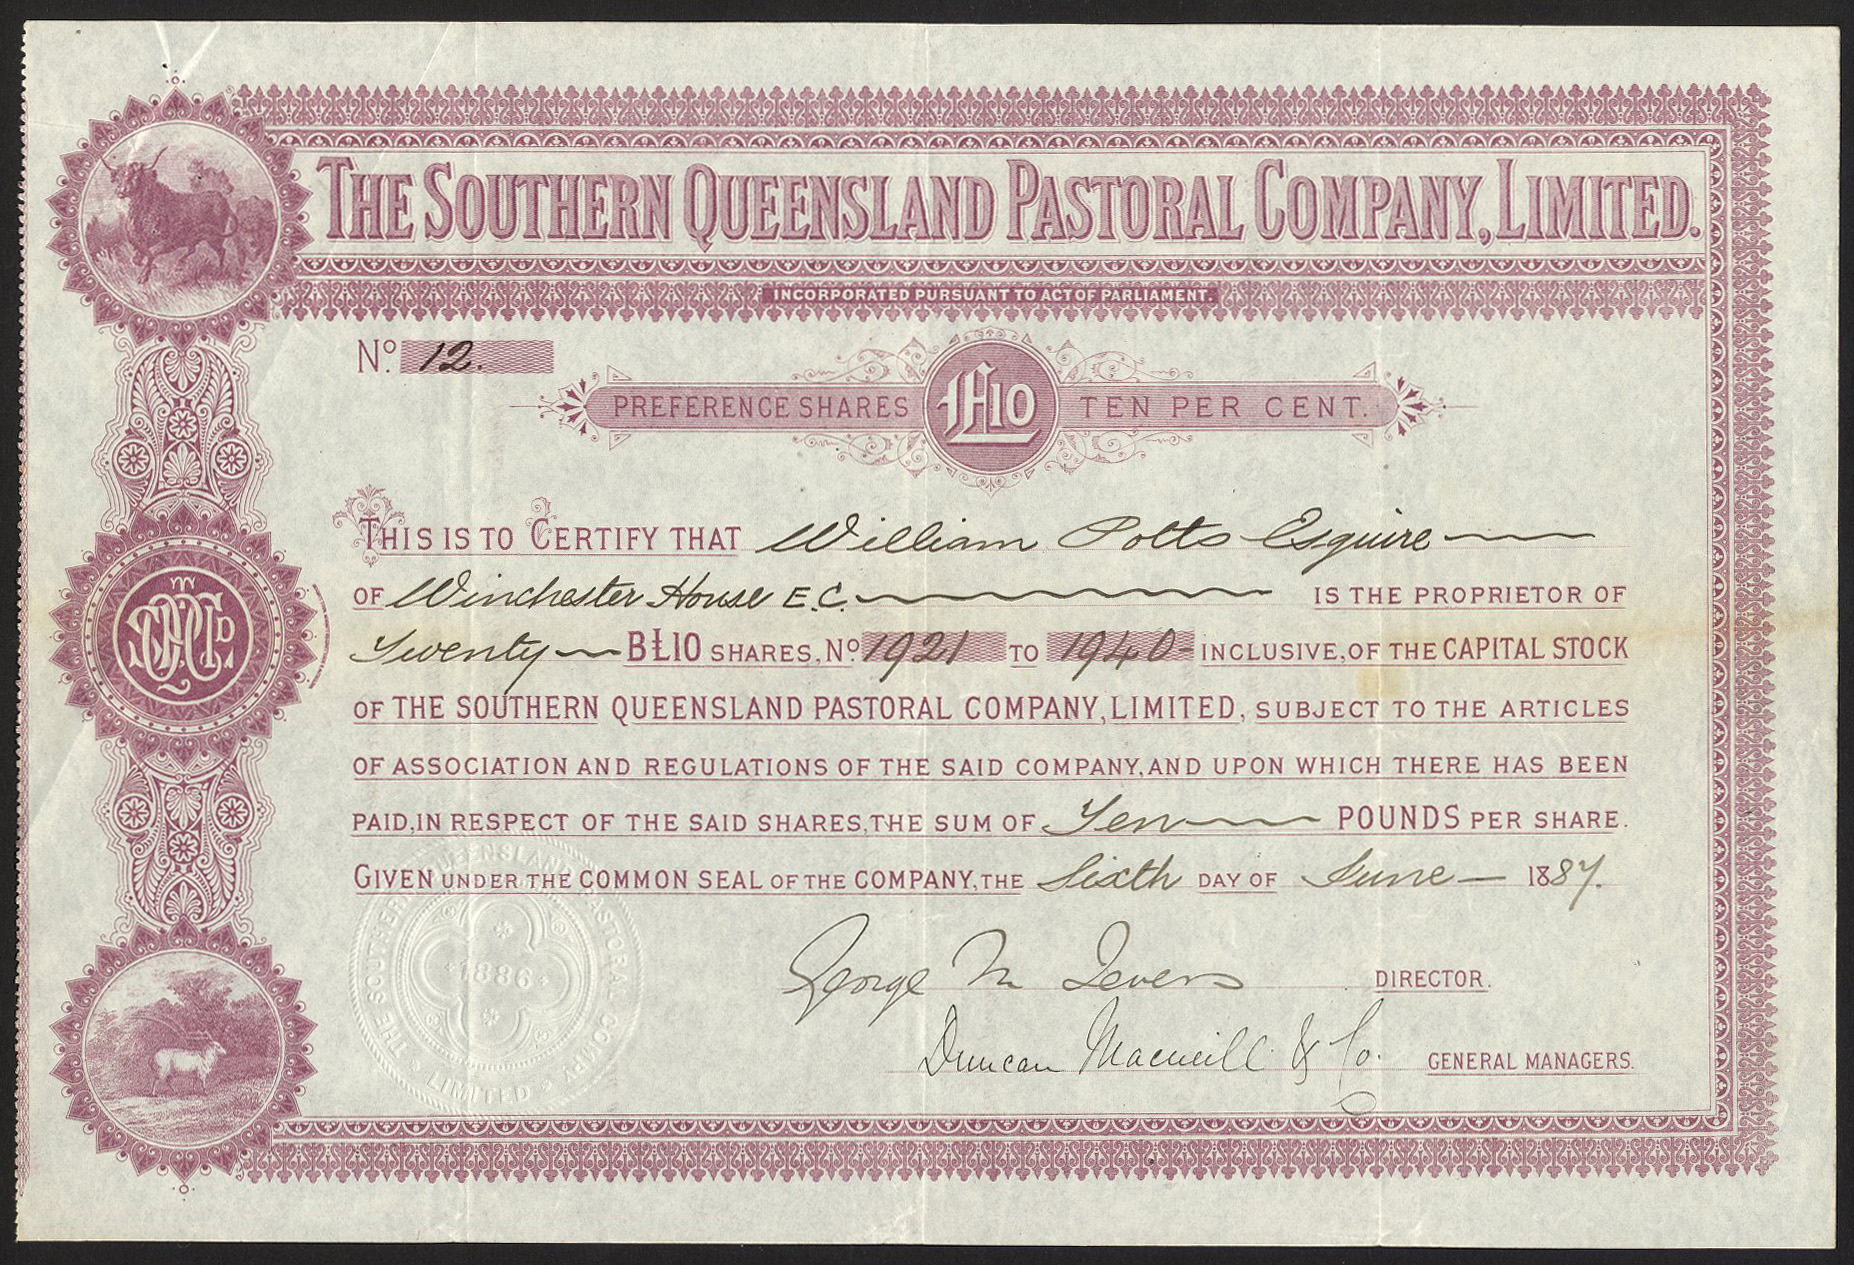 THE SOUTHERN QUEENSLAND PASTORAL COMPANY, LIMITED.
INCORPORATED PURSUANT TO ACT OF PARLIAMENT.
No. 12.
PREFERENCE SHARES £10 TEN PER CENT.
THIS IS TO CERTIFY THAT William Potts Esquire
OF Winchester House E.C. IS THE PROPRIETOR OF
Twenty B£10 SHARES, No. 1921 TO 1940 INCLUSIVE, OF THE CAPITAL STOCK
OF THE SOUTHERN QUEENSLAND PASTORAL COMPANY, LIMITED, SUBJECT TO THE ARTICLES
OF ASSOCIATION AND REGULATIONS OF THE SAID COMPANY, AND UPON WHICH THERE HAS BEEN
PAID, IN RESPECT OF THE SAID SHARES, THE SUM OF Ten POUNDS PER SHARE.
GIVEN UNDER THE COMMON SEAL OF THE COMPANY, THE Sixth DAY OF June 1887.
THE SOUTHERN QUEENSLAND PASTORAL COMPY LIMITED
1886
George M Ievers DIRECTOR.
Duncan Macneill & Co. GENERAL MANAGERS.